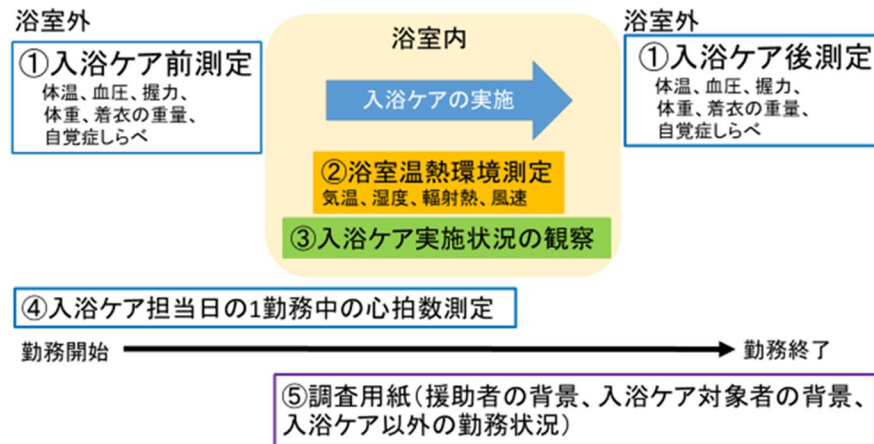 浴室外
①入浴ケア前測定
体温、血圧、握力、
体重、着衣の重量、
自覚症しらべ
浴室内
入浴ケアの実施
②浴室温熱環境測定
気温、湿度、輻射熱、風速
③入浴ケア実施状況の観察
浴室外
①入浴ケア後測定
体温、血圧、握力、
体重、着衣の重量、
自覚症しらべ
④入浴ケア担当日の1勤務中の心拍数測定
勤務開始
勤務終了
⑤調査用紙(援助者の背景、入浴ケア対象者の背景、
入浴ケア以外の勤務状況)